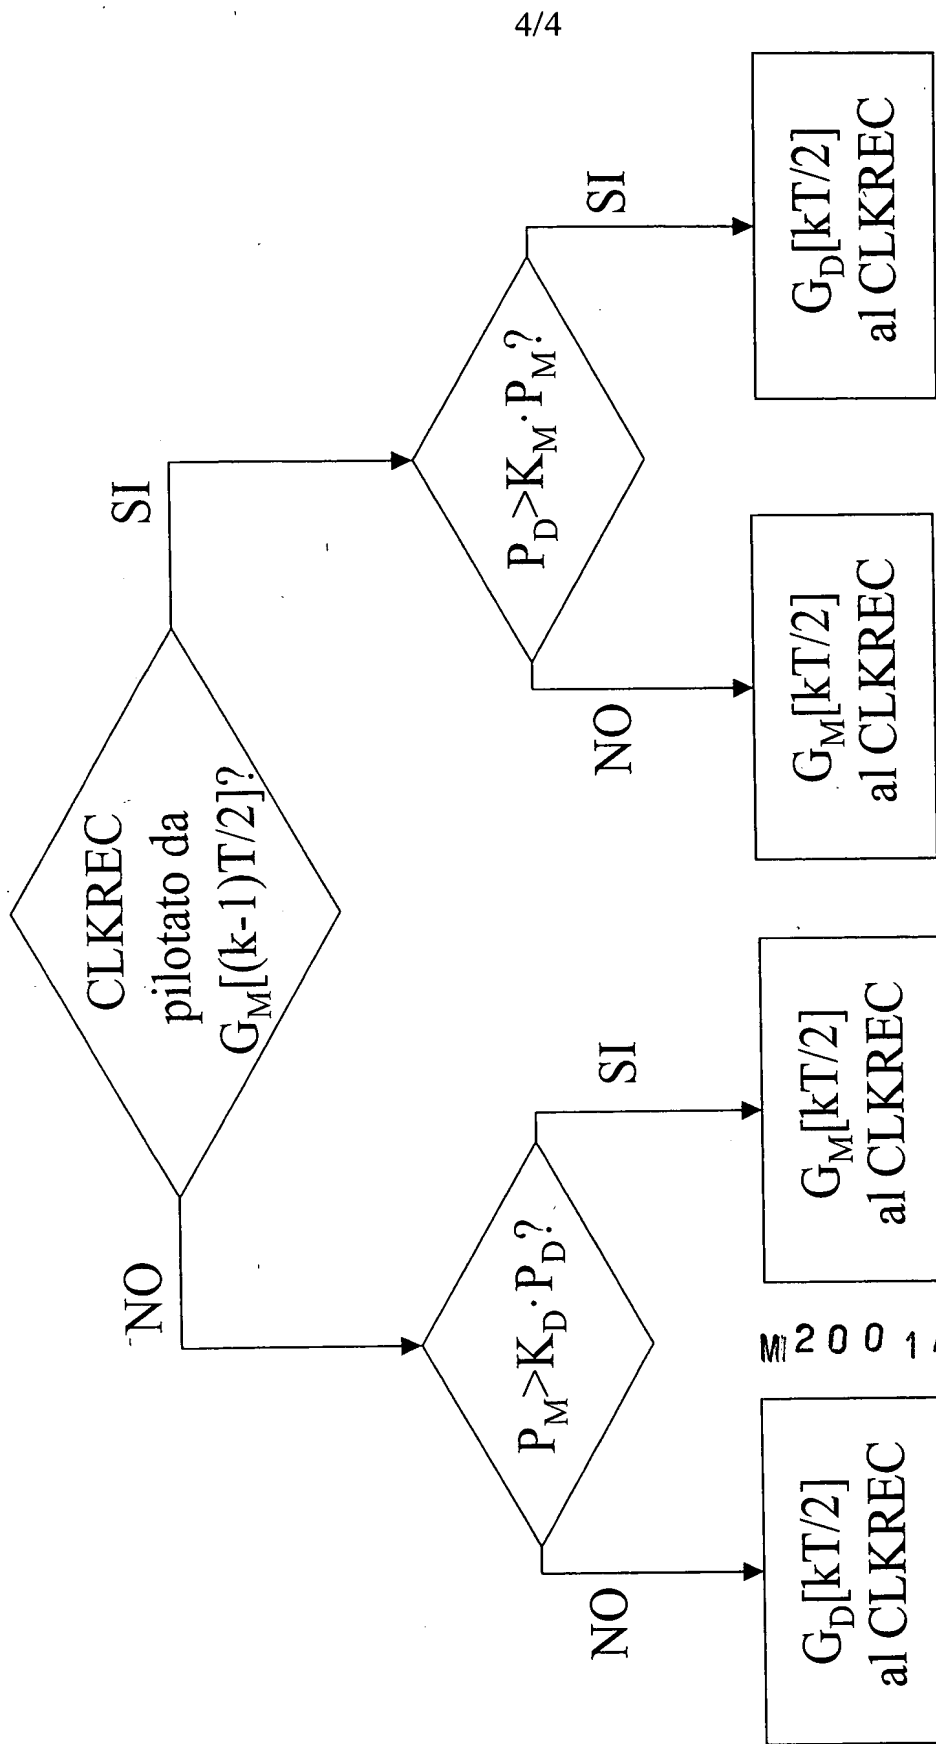 4/4
CLKREC
pilotato da
G_M[(k-1)T/2]?
NO
SI
P_M>K_D·P_D?
P_D>K_M·P_M?
NO
SI
NO
SI
G_D[kT/2]
al CLKREC
G_M[kT/2]
al CLKREC
G_M[kT/2]
al CLKREC
G_D[kT/2]
al CLKREC
MI 2001